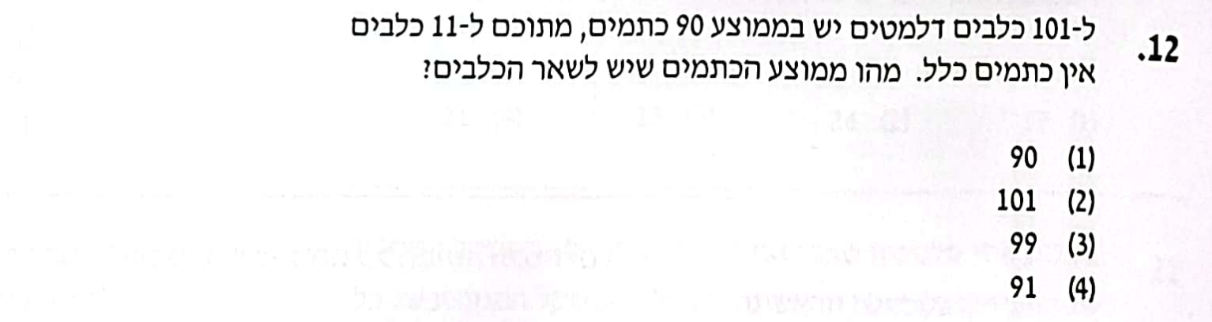 12. ל-101 כלבים דלמטים יש בממוצע 90 כתמים, מתוכם ל-11 כלבים
אין כתמים כלל. מהו ממוצע הכתמים שיש לשאר הכלבים?
(1) 90
(2) 101
(3) 99
(4) 91